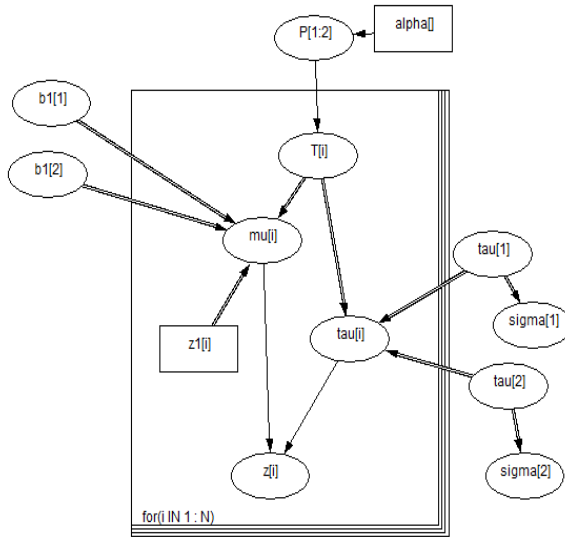 P[1:2]
alpha[]
b1[1]
T[i]
b1[2]
mu[i]
tau[1]
z1[i]
tau[i]
sigma[1]
tau[2]
z[i]
sigma[2]
for(i IN 1 : N)